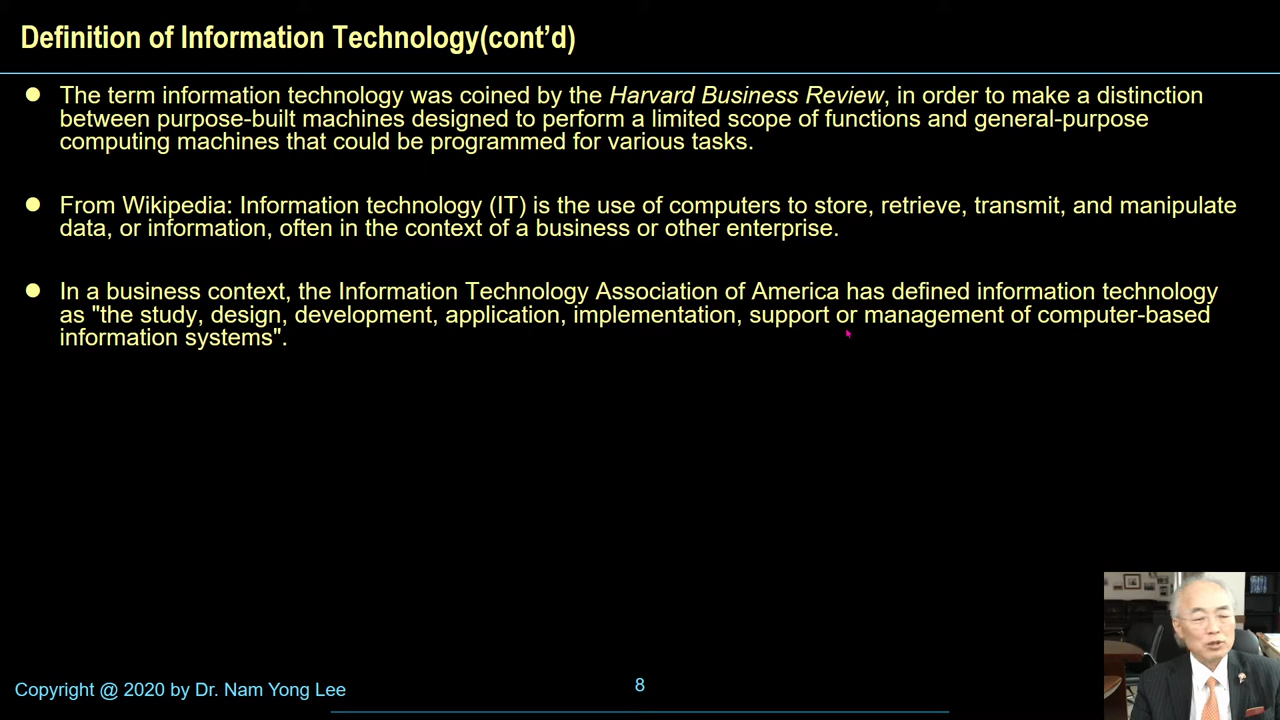 Definition of Information Technology(cont’d)
The term information technology was coined by the Harvard Business Review, in order to make a distinction
between purpose-built machines designed to perform a limited scope of functions and general-purpose
computing machines that could be programmed for various tasks.
From Wikipedia: Information technology (IT) is the use of computers to store, retrieve, transmit, and manipulate
data, or information, often in the context of a business or other enterprise.
In a business context, the Information Technology Association of America has defined information technology
as "the study, design, development, application, implementation, support or management of computer-based
information systems".
Copyright @ 2020 by Dr. Nam Yong Lee
8